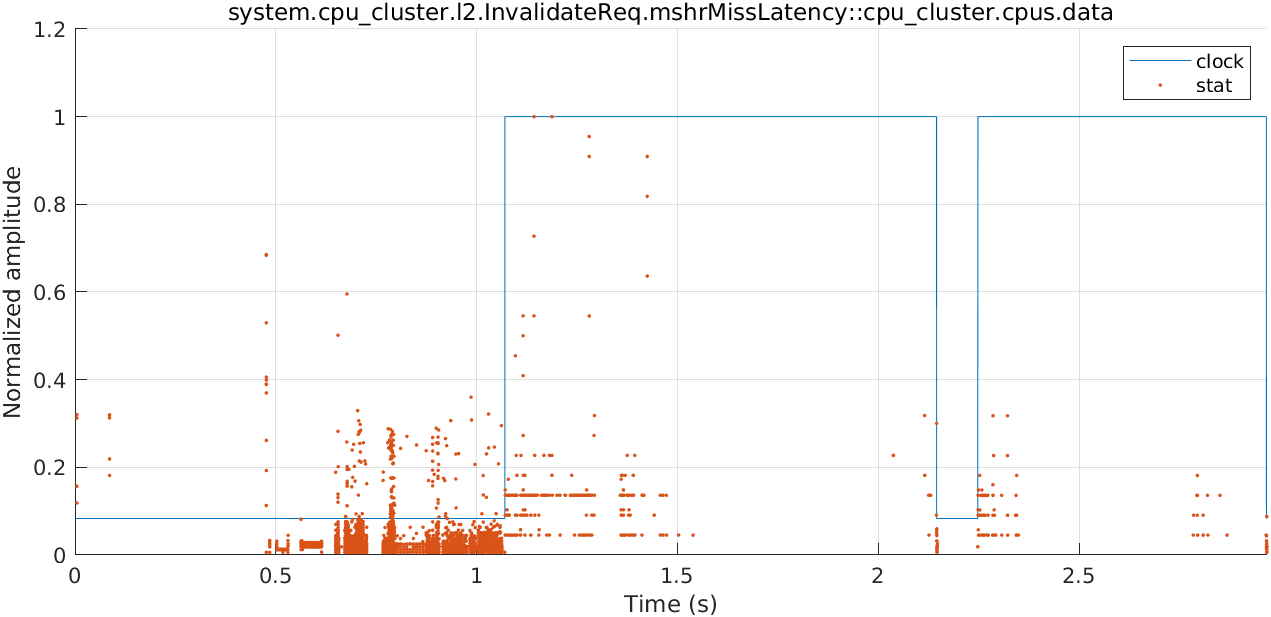 system.cpu_cluster.l2.InvalidateReq.mshrMissLatency::cpu_cluster.cpus.data
1.2
1
0.8
0.6
0.4
0.2
0
Normalized amplitude
clock
stat
0 0.5 1 1.5 2 2.5
Time (s)